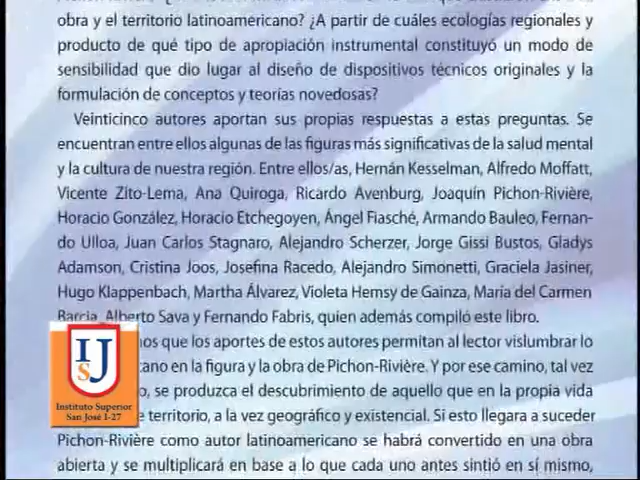 obra y el territorio latinoamericano? ¿A partir de cuáles ecologías regionales y
producto de qué tipo de apropiación instrumental constituyó un modo de
sensibilidad que dio lugar al diseño de dispositivos técnicos originales y la
formulación de conceptos y teorías novedosas?
Veinticinco autores aportan sus propias respuestas a estas preguntas. Se
encuentran entre ellos algunas de las figuras más significativas de la salud mental
y la cultura de nuestra región. Entre ellos/as, Hernán Kesselman, Alfredo Moffatt,
Vicente Zito-Lema, Ana Quiroga, Ricardo Avenburg, Joaquín Pichon-Rivière,
Horacio González, Horacio Etchegoyen, Ángel Fiasché, Armando Bauleo, Fernan-
do Ulloa, Juan Carlos Stagnaro, Alejandro Scherzer, Jorge Gissi Bustos, Gladys
Adamson, Cristina Joos, Josefina Racedo, Alejandro Simonetti, Graciela Jasiner,
Hugo Klappenbach, Martha Álvarez, Violeta Hemsy de Gainza, María del Carmen
Barcia, Alberto Sava y Fernando Fabris, quien además compiló este libro.
que los aportes de estos autores permitan al lector vislumbrar lo
en la figura y la obra de Pichon-Rivière. Y por ese camino, tal vez
se produzca el descubrimiento de aquello que en la propia vida
territorio, a la vez geográfico y existencial. Si esto llegara a suceder
Pichon-Rivière como autor latinoamericano se habrá convertido en una obra
abierta y se multiplicará en base a lo que cada uno antes sintió en sí mismo,
ISJ
Instituto Superior
San José I-27